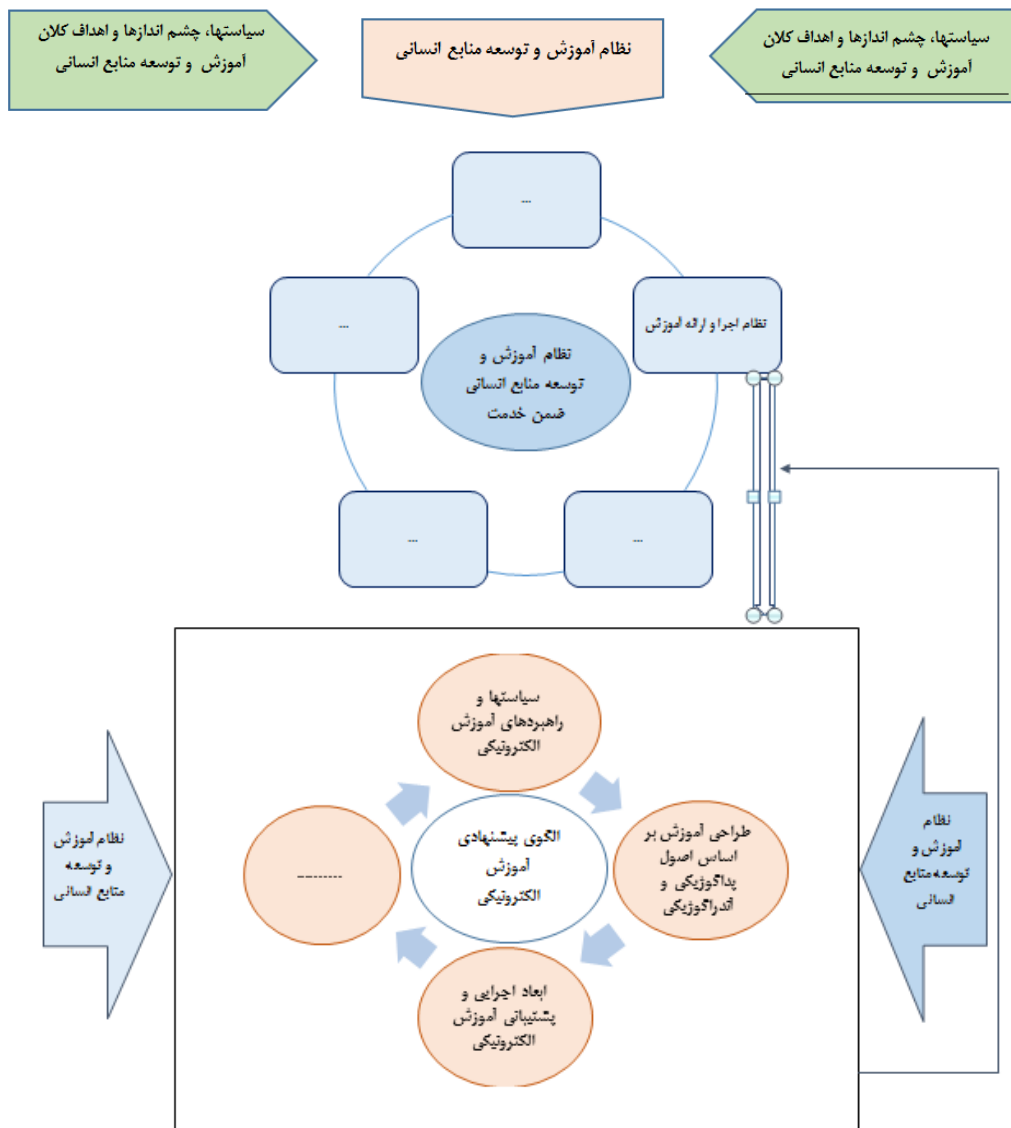 سیاستها، چشم اندازها و اهداف کلان
آموزش و توسعه منابع انسانی
نظام آموزش و توسعه منابع انسانی
سیاستها، چشم اندازها و اهداف کلان
آموزش و توسعه منابع انسانی
...
نظام اجرا و ارائه آموزش
...
نظام آموزش و
توسعه منابع انسانی
ضمن خدمت
...
...
سیاستها و
راهبردهای آموزش
الکترونیکی
طراحی آموزش بر
اساس اصول
پداگوژیکی و
آندراگوژیکی
الگوی پیشنهادی
آموزش
الکترونیکی
----------
ابعاد اجرایی و
پشتیبانی آموزش
الکترونیکی
نظام
آموزش و
توسعه منابع
انسانی
نظام آموزش
و توسعه
منابع انسانی